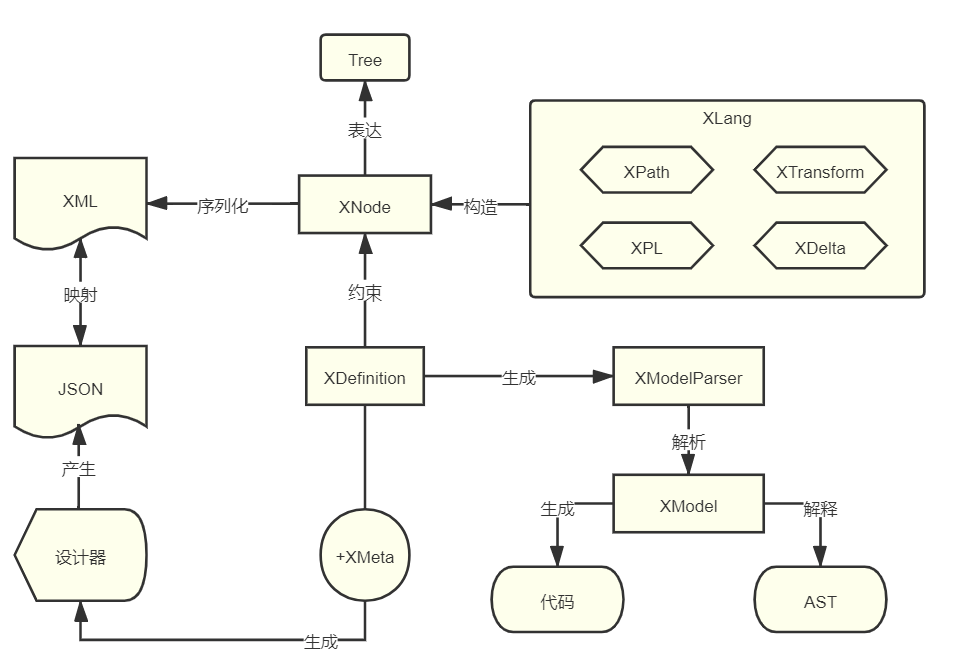 Tree
表达
XLang
XPath
XTransform
XML
序列化
XNode
构造
XPL
XDelta
映射
约束
JSON
XDefinition
生成
XModelParser
产生
解析
生成
XModel
解释
设计器
+XMeta
代码
AST
生成